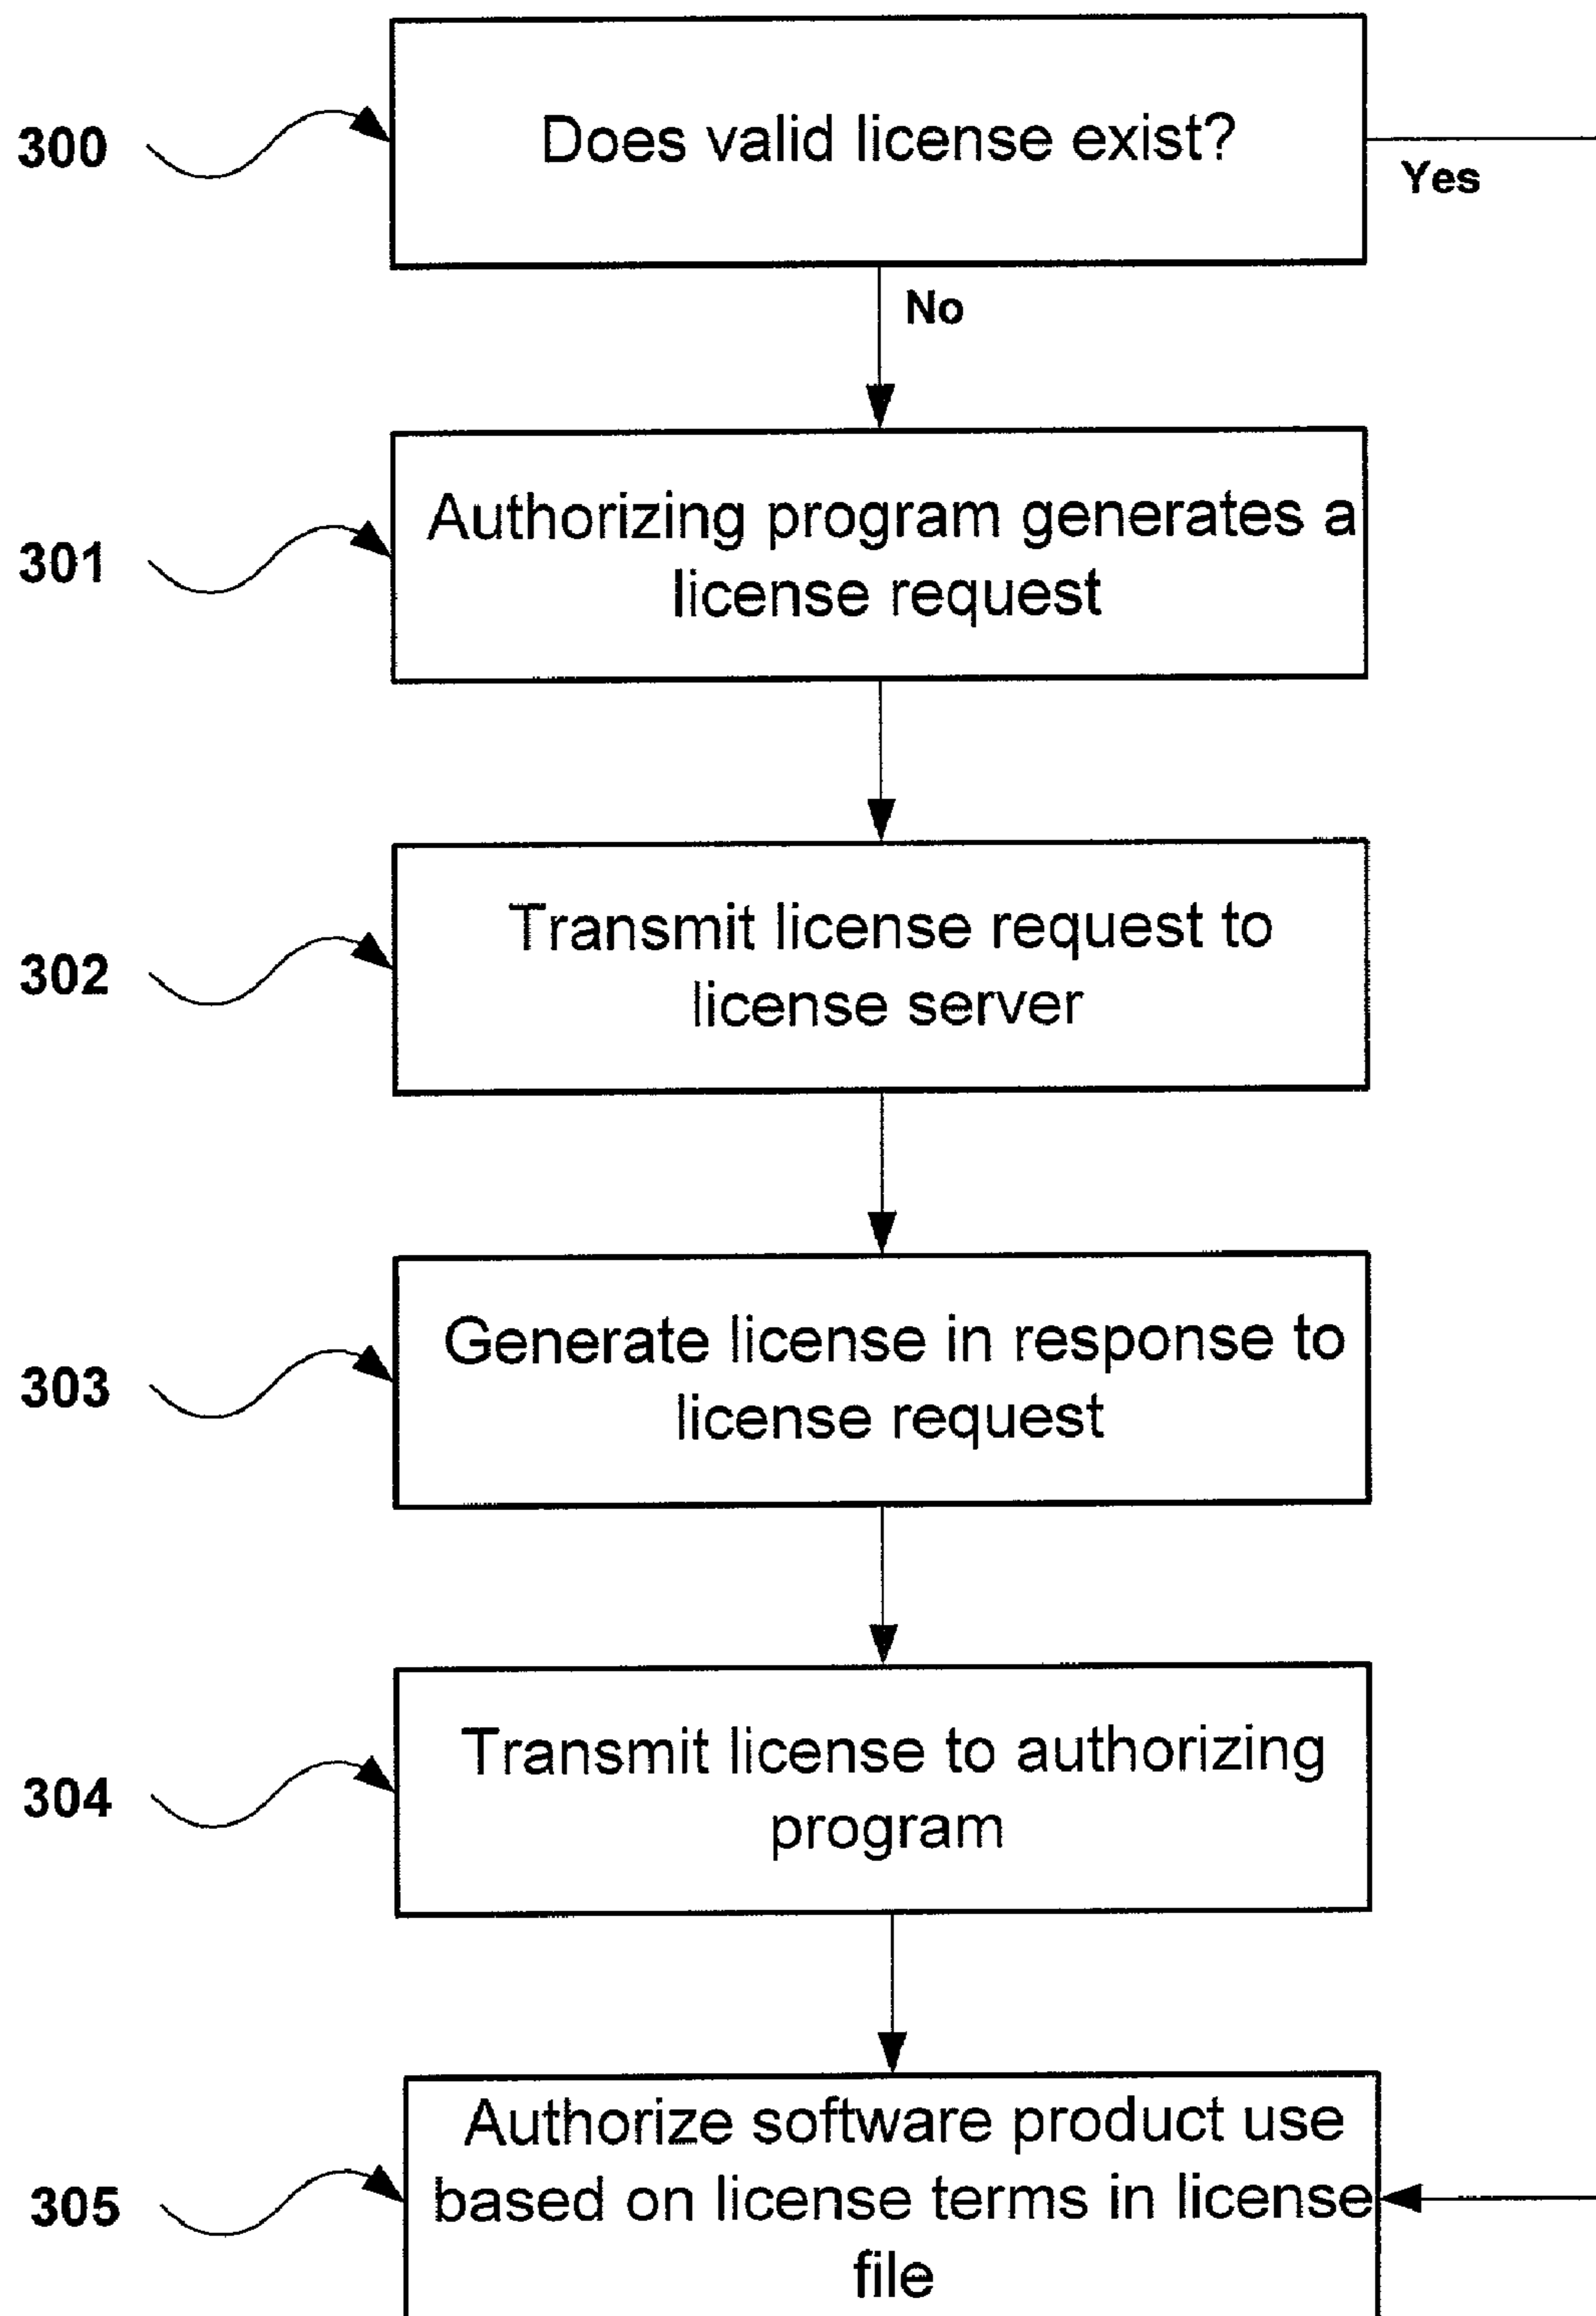 300
Does valid license exist?
Yes
No
301
Authorizing program generates a
license request
302
Transmit license request to
license server
303
Generate license in response to
license request
304
Transmit license to authorizing
program
305
Authorize software product use
based on license terms in license
file